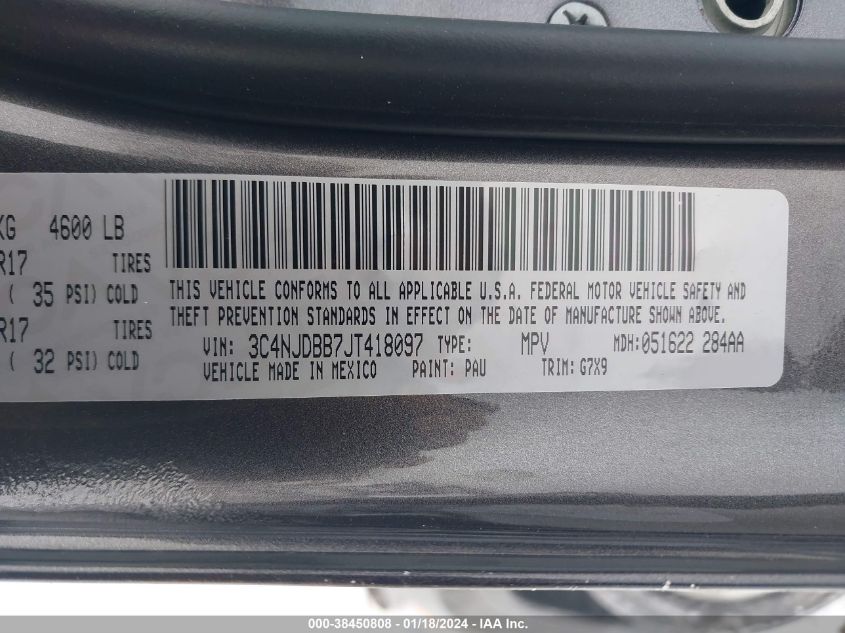 KG 4600 LB
R17 TIRES
( 35 PSI) COLD
R17 TIRES
( 32 PSI) COLD
THIS VEHICLE CONFORMS TO ALL APPLICABLE U.S.A. FEDERAL MOTOR VEHICLE SAFETY AND
THEFT PREVENTION STANDARDS IN EFFECT ON THE DATE OF MANUFACTURE SHOWN ABOVE.
VIN: 3C4NJDBB7JT418097 TYPE: MPV MDH:051622 284AA
VEHICLE MADE IN MEXICO PAINT: PAU TRIM: G7X9
000-38450808 - 01/18/2024 - IAA Inc.